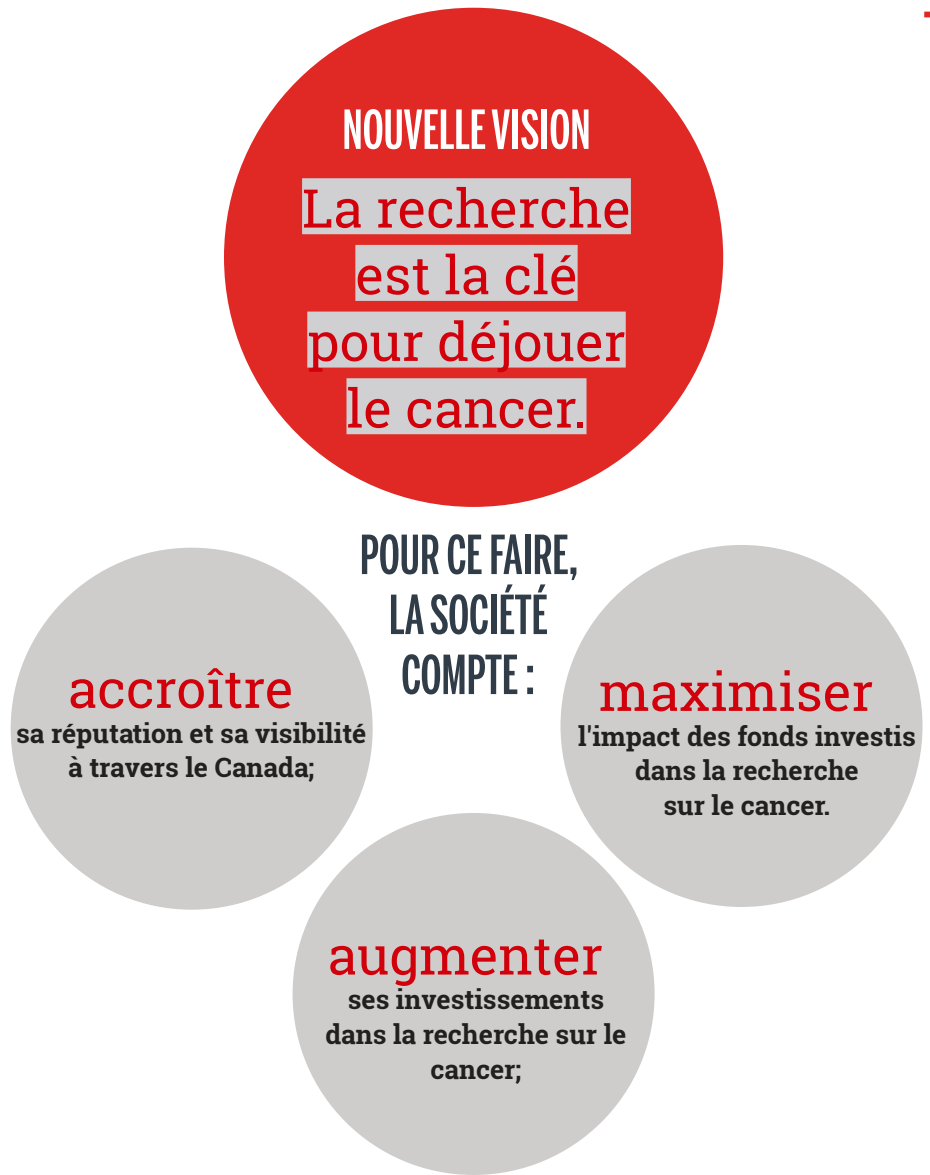 NOUVELLE VISION
La recherche
est la clé
pour déjouer
le cancer.
POUR CE FAIRE,
LA SOCIÉTÉ
COMPTE :
accroître
sa réputation et sa visibilité
à travers le Canada;
augmenter
ses investissements
dans la recherche sur le
cancer;
maximiser
l'impact des fonds investis
dans la recherche
sur le cancer.